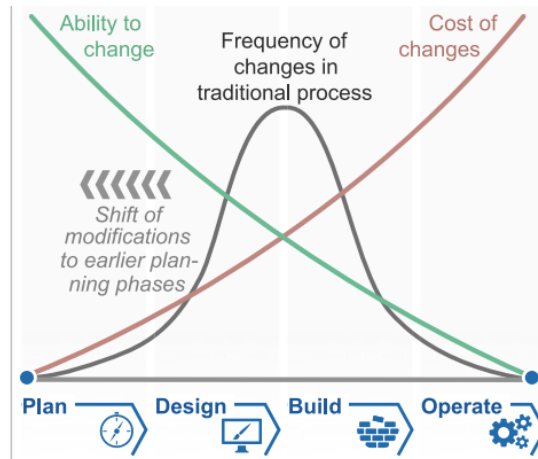 Ability to
change
Frequency of
changes in
traditional process
Cost of
changes
Shift of
modifications
to earlier plan-
ning phases
Plan
Design
Build
Operate